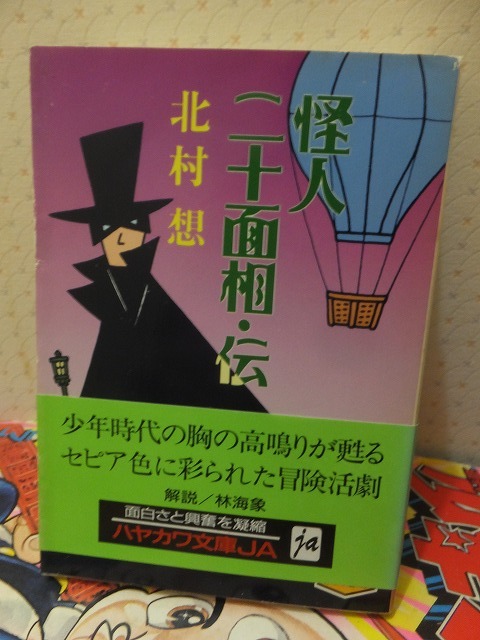 怪人
二十面相・伝
北村 想
少年時代の胸の高鳴りが甦る
セピア色に彩られた冒険活劇
解説／林海象
面白さと興奮を凝縮
ハヤカワ文庫JA
ja